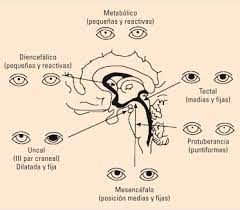 Metabólico
(pequeñas y reactivas)
Diencefálico
(pequeñas y reactivas)
Tectal
(medias y fijas)
Uncal
(III par craneal)
Dilatada y fija
Protuberancia
(puntiformes)
Mesencéfalo
(posición medias y fijas)